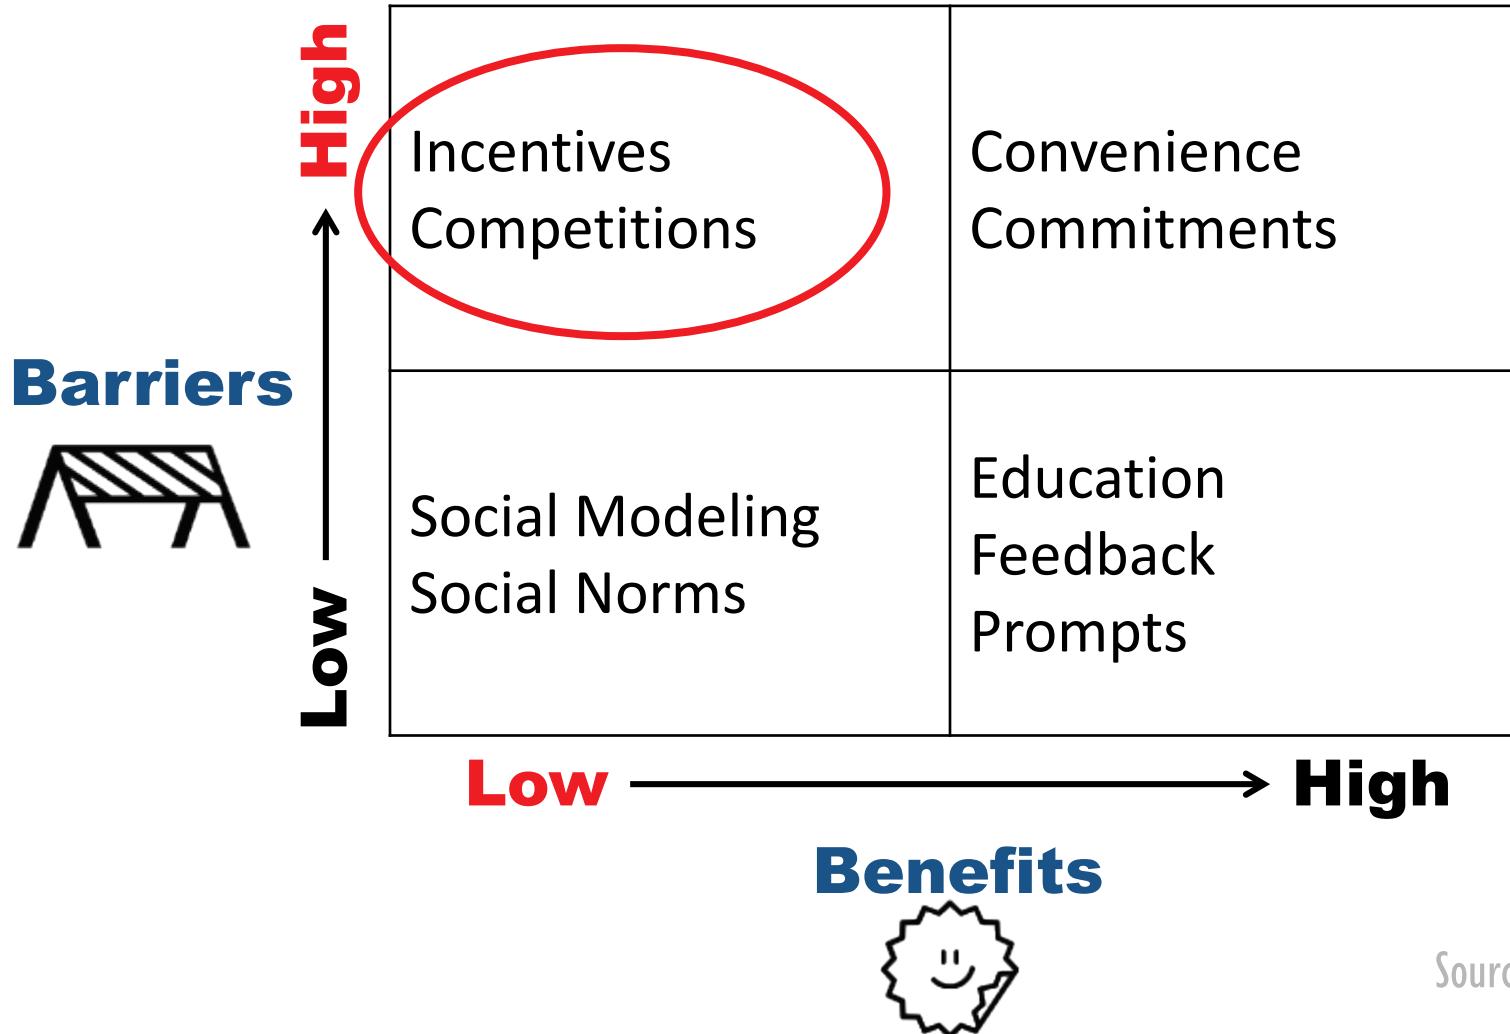 High
Incentives
Competitions
Convenience
Commitments
Barriers
Social Modeling
Social Norms
Education
Feedback
Prompts
Low
Low
High
Benefits